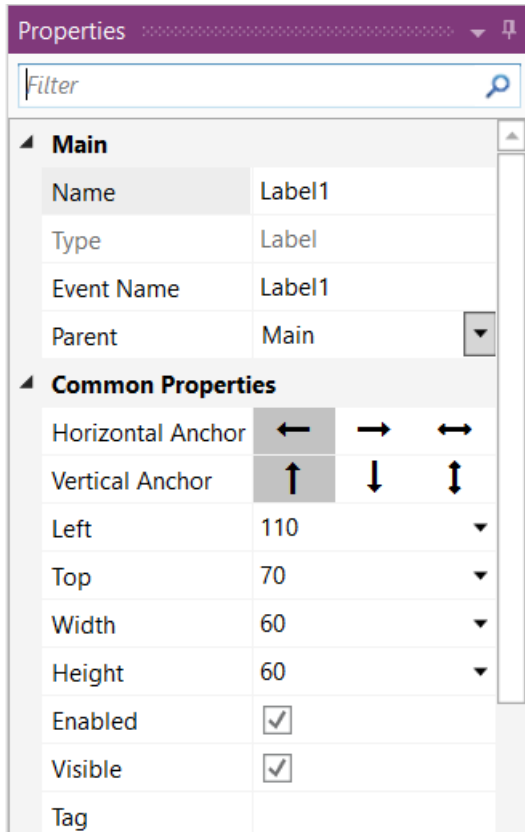 Properties
Filter
Main
Name Label1
Type Label
Event Name Label1
Parent Main
Common Properties
Horizontal Anchor
Vertical Anchor
Left 110
Top 70
Width 60
Height 60
Enabled
Visible
Tag